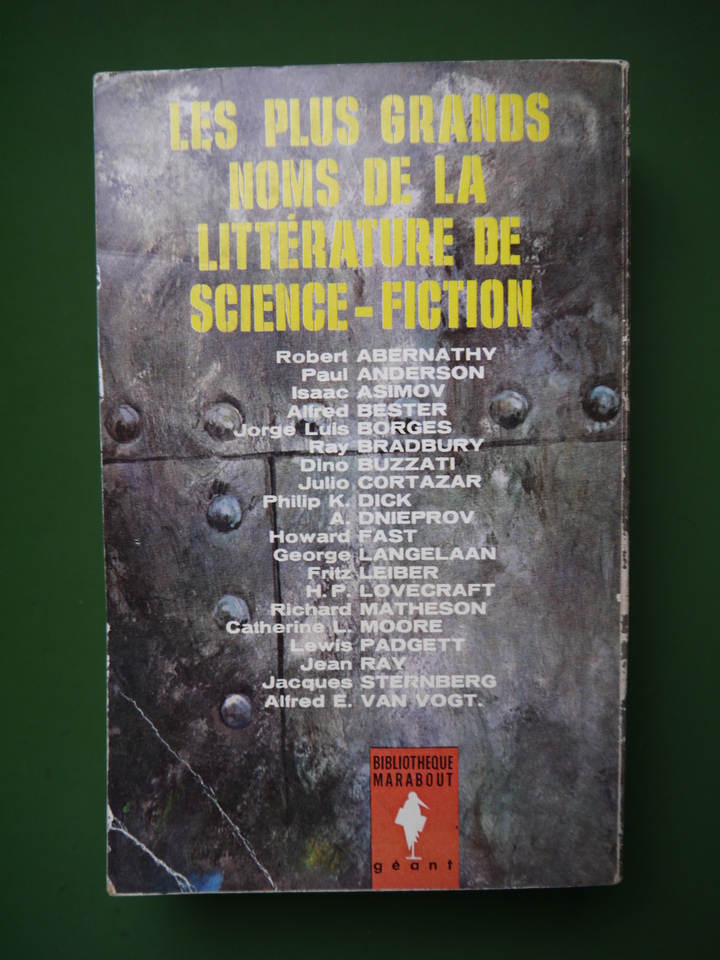 LES PLUS GRANDS
NOMS DE LA
LITTÉRATURE DE
SCIENCE-FICTION
Robert ABERNATHY
Paul ANDERSON
Isaac ASIMOV
Alfred BESTER
Jorge Luis BORGES
Ray BRADBURY
Dino BUZZATI
Julio CORTAZAR
Philip K. DICK
A. DNIEPROV
Howard FAST
George LANGELAAN
Fritz LEIBER
H.P. LOVECRAFT
Richard MATHESON
Catherine L. MOORE
Lewis PADGETT
Jean RAY
Jacques STERNBERG
Alfred E. VAN VOGT.
BIBLIOTHEQUE
MARABOUT
géant